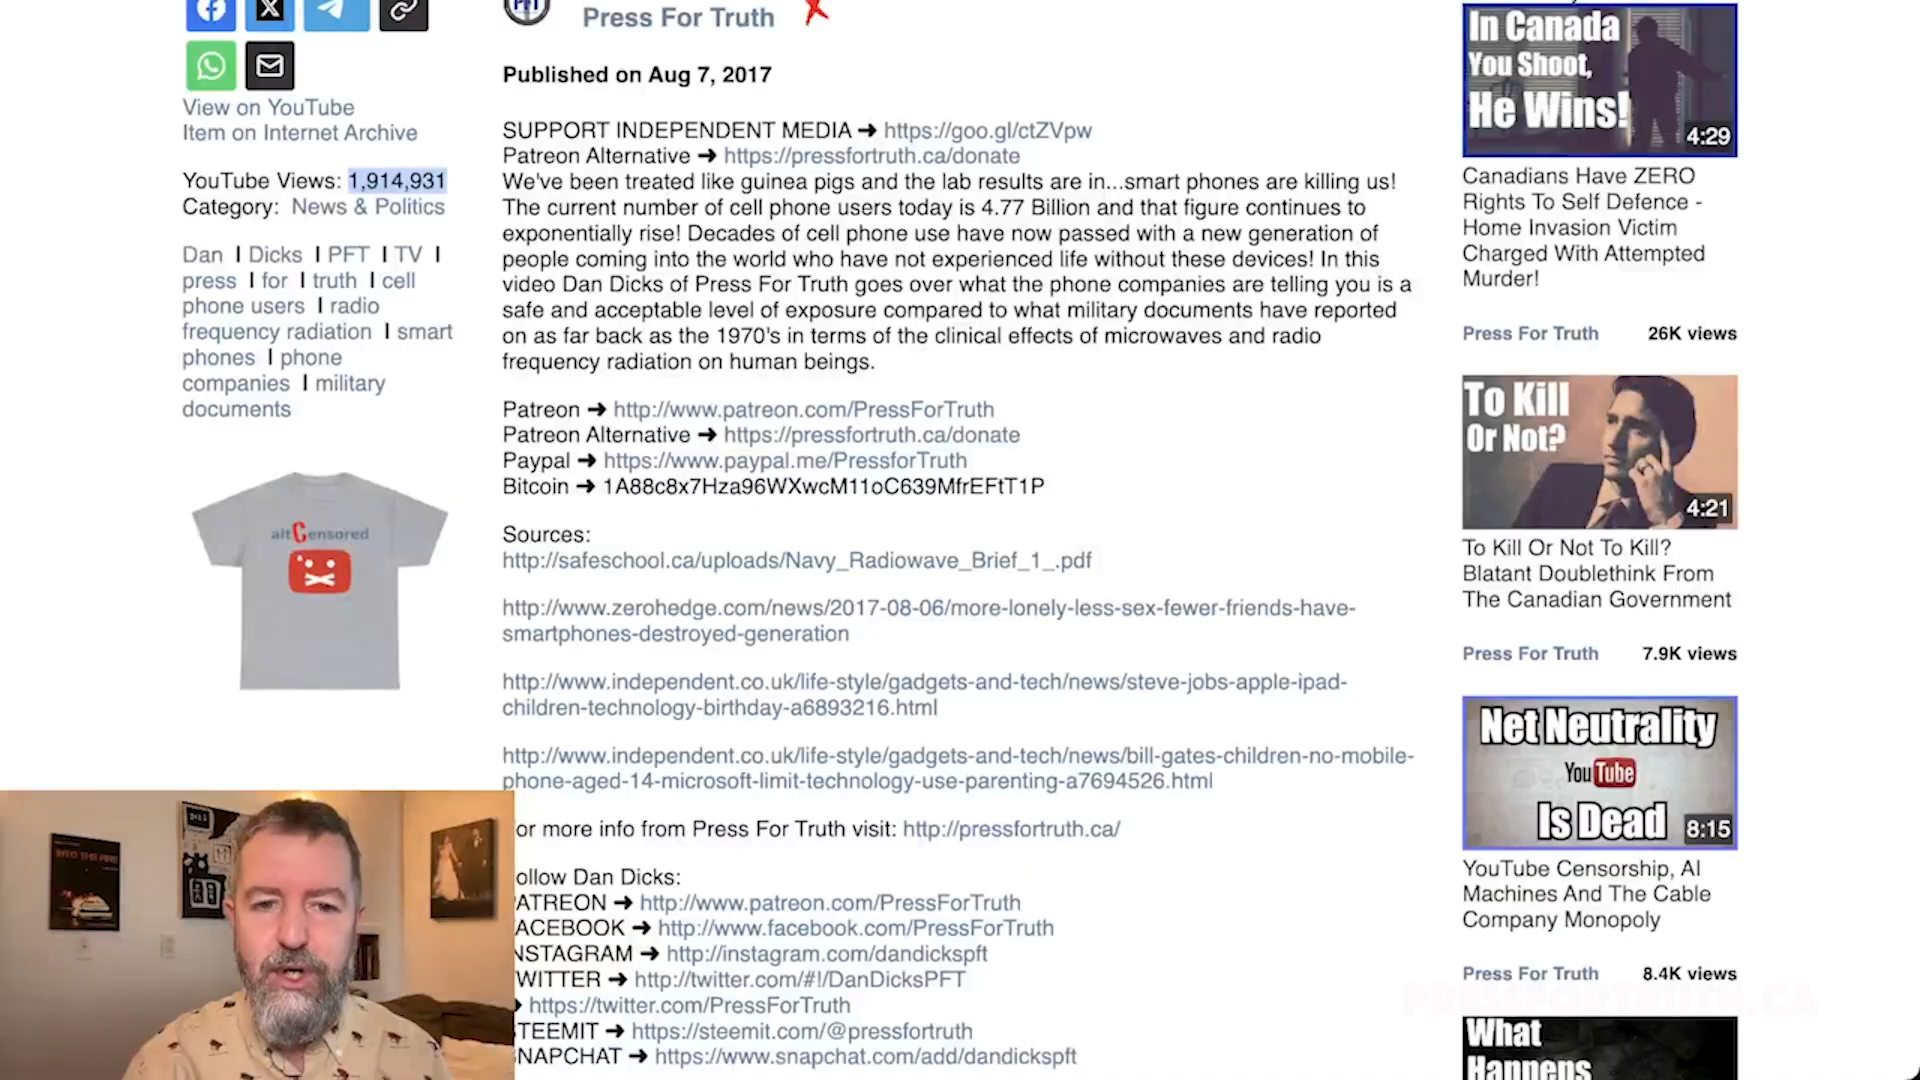 View on YouTube
Item on Internet Archive
YouTube Views: 1,914,931
Category: News & Politics
Dan I Dicks I PFT I TV I
press I for I truth I cell
phone users I radio
frequency radiation I smart
phones I phone
companies I military
documents
altCensored
PFT
Press For Truth
Published on Aug 7, 2017
SUPPORT INDEPENDENT MEDIA ➜ https://goo.gl/ctZVpw
Patreon Alternative ➜ https://pressfortruth.ca/donate
We've been treated like guinea pigs and the lab results are in...smart phones are killing us!
The current number of cell phone users today is 4.77 Billion and that figure continues to
exponentially rise! Decades of cell phone use have now passed with a new generation of
people coming into the world who have not experienced life without these devices! In this
video Dan Dicks of Press For Truth goes over what the phone companies are telling you is a
safe and acceptable level of exposure compared to what military documents have reported
on as far back as the 1970's in terms of the clinical effects of microwaves and radio
frequency radiation on human beings.
Patreon ➜ http://www.patreon.com/PressForTruth
Patreon Alternative ➜ https://pressfortruth.ca/donate
Paypal ➜ https://www.paypal.me/PressforTruth
Bitcoin ➜ 1A88c8x7Hza96WXwcM11oC639MfrEFtT1P
Sources:
http://safeschool.ca/uploads/Navy_Radiowave_Brief_1_.pdf
http://www.zerohedge.com/news/2017-08-06/more-lonely-less-sex-fewer-friends-have-
smartphones-destroyed-generation
http://www.independent.co.uk/life-style/gadgets-and-tech/news/steve-jobs-apple-ipad-
children-technology-birthday-a6893216.html
http://www.independent.co.uk/life-style/gadgets-and-tech/news/bill-gates-children-no-mobile-
phone-aged-14-microsoft-limit-technology-use-parenting-a7694526.html
or more info from Press For Truth visit: http://pressfortruth.ca/
ollow Dan Dicks:
ATREON ➜ http://www.patreon.com/PressForTruth
ACEBOOK ➜ http://www.facebook.com/PressForTruth
NSTAGRAM ➜ http://instagram.com/dandickspft
WITTER ➜ http://twitter.com/#!/DanDicksPFT
➜ https://twitter.com/PressForTruth
TEEMIT ➜ https://steemit.com/@pressfortruth
NAPCHAT ➜ https://www.snapchat.com/add/dandickspft
INTO THE FIRE
In Canada
You Shoot,
He Wins!
4:29
Canadians Have ZERO
Rights To Self Defence -
Home Invasion Victim
Charged With Attempted
Murder!
Press For Truth 26K views
To Kill
Or Not?
4:21
To Kill Or Not To Kill?
Blatant Doublethink From
The Canadian Government
Press For Truth 7.9K views
Net Neutrality
YouTube
Is Dead
8:15
YouTube Censorship, AI
Machines And The Cable
Company Monopoly
Press For Truth 8.4K views
PRESSFORTRUTH.CA
What
Happens